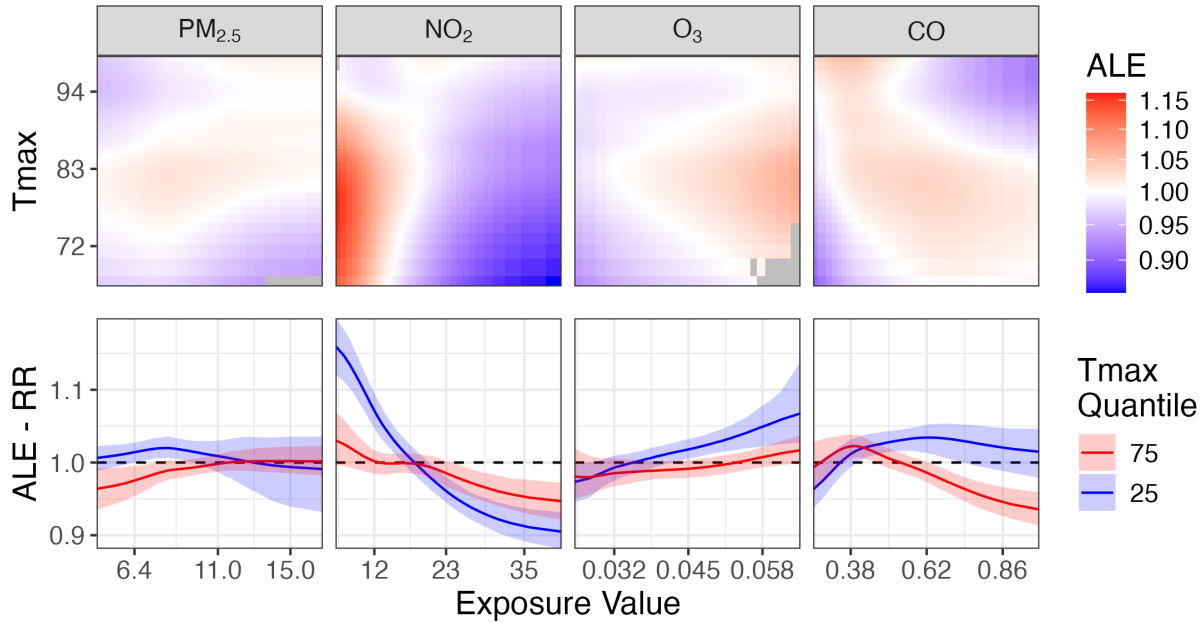 PM₂.₅ NO₂ O₃ CO
Tmax
94
83
72
ALE
1.15
1.10
1.05
1.00
0.95
0.90
ALE - RR
1.1
1.0
0.9
6.4 11.0 15.0 12 23 35 0.032 0.045 0.058 0.38 0.62 0.86
Exposure Value
Tmax
Quantile
75
25